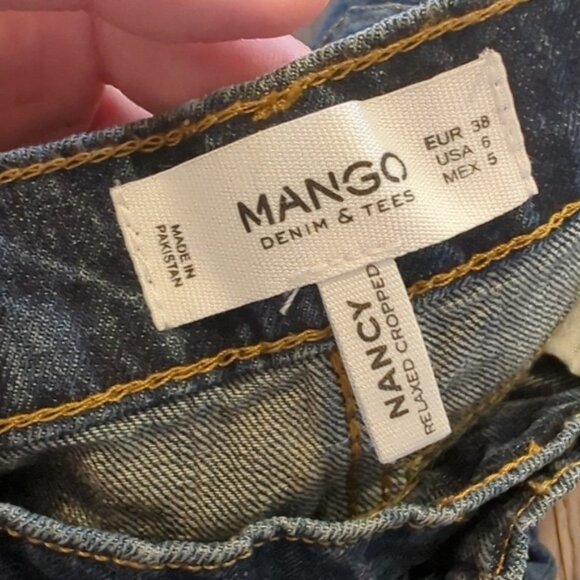 MANGO
DENIM & TEES
MADE IN
PAKISTAN
EUR 38
USA 6
MEX 5
NANCY
RELAXED CROPPED